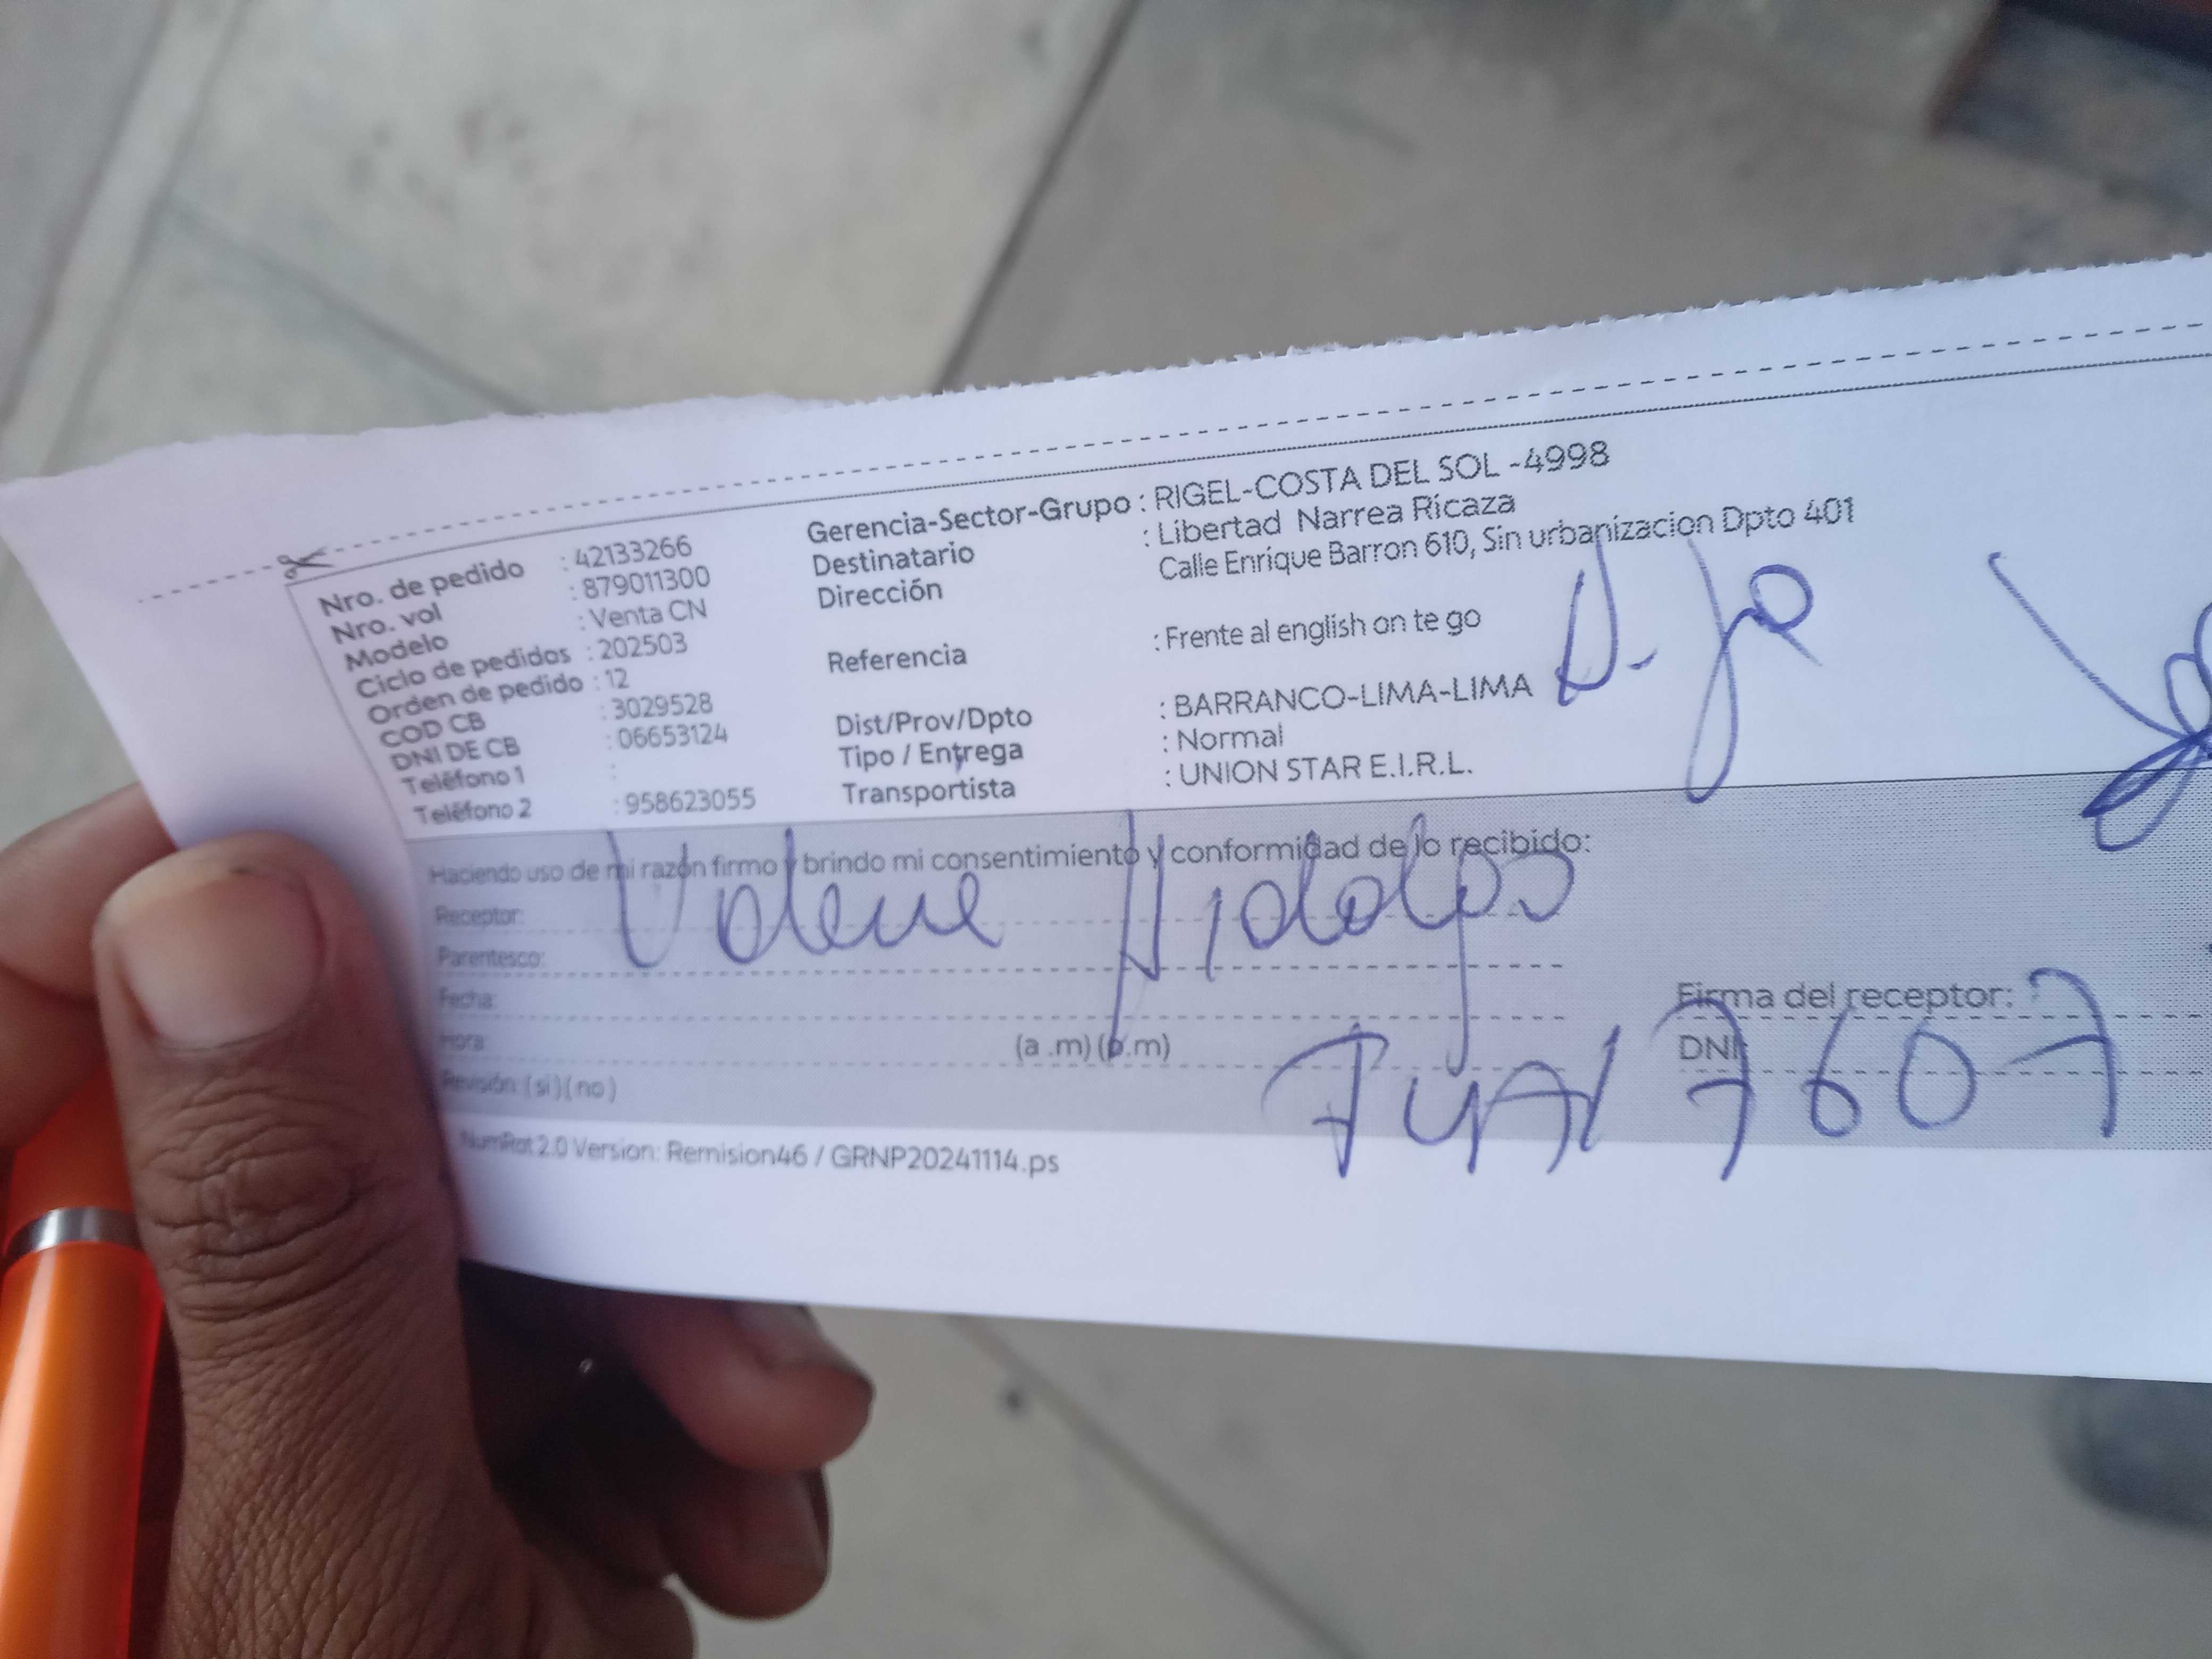 Nro. de pedido : 42133266
Nro. vol : 879011300
Modelo : Venta CN
Ciclo de pedidos : 202503
Orden de pedido : 12
COD CB : 3029528
DNI DE CB : 06653124
Teléfono 1 :
Teléfono 2 : 958623055
Gerencia-Sector-Grupo : RIGEL-COSTA DEL SOL -4998
Destinatario : Libertad Narrea Ricaza
Dirección Calle Enrique Barron 610, Sin urbanizacion Dpto 401
Referencia : Frente al english on te go
Dist/Prov/Dpto : BARRANCO-LIMA-LIMA
Tipo / Entrega : Normal
Transportista : UNION STAR E.I.R.L.
Haciendo uso de mi razón firmo y brindo mi consentimiento y conformidad de lo recibido:
Receptor:
Parentesco:
Fecha:
Hora: (a .m) (p.m)
Revisión: (si) (no)
Firma del receptor:
DNI:
7607
NumRot 2.0 Version: Remision46 / GRNP20241114.ps